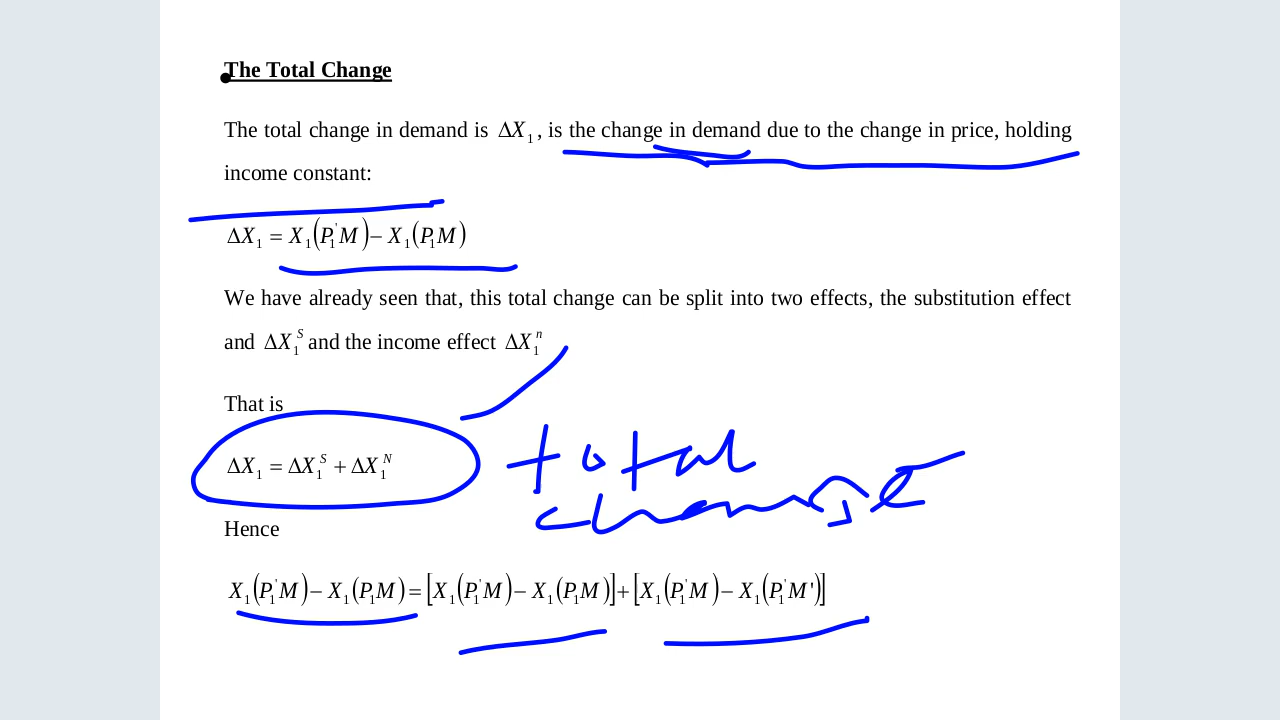 The Total Change
The total change in demand is ΔX₁, is the change in demand due to the change in price, holding
income constant:
ΔX₁ = X₁(P₁'M) − X₁(P₁M)
We have already seen that, this total change can be split into two effects, the substitution effect
and ΔX₁ˢ and the income effect ΔX₁ⁿ
That is
ΔX₁ = ΔX₁ˢ + ΔX₁ᴺ
total
change
Hence
X₁(P₁'M) − X₁(P₁M) = [X₁(P₁'M) − X₁(P₁M)] + [X₁(P₁'M) − X₁(P₁'M')]